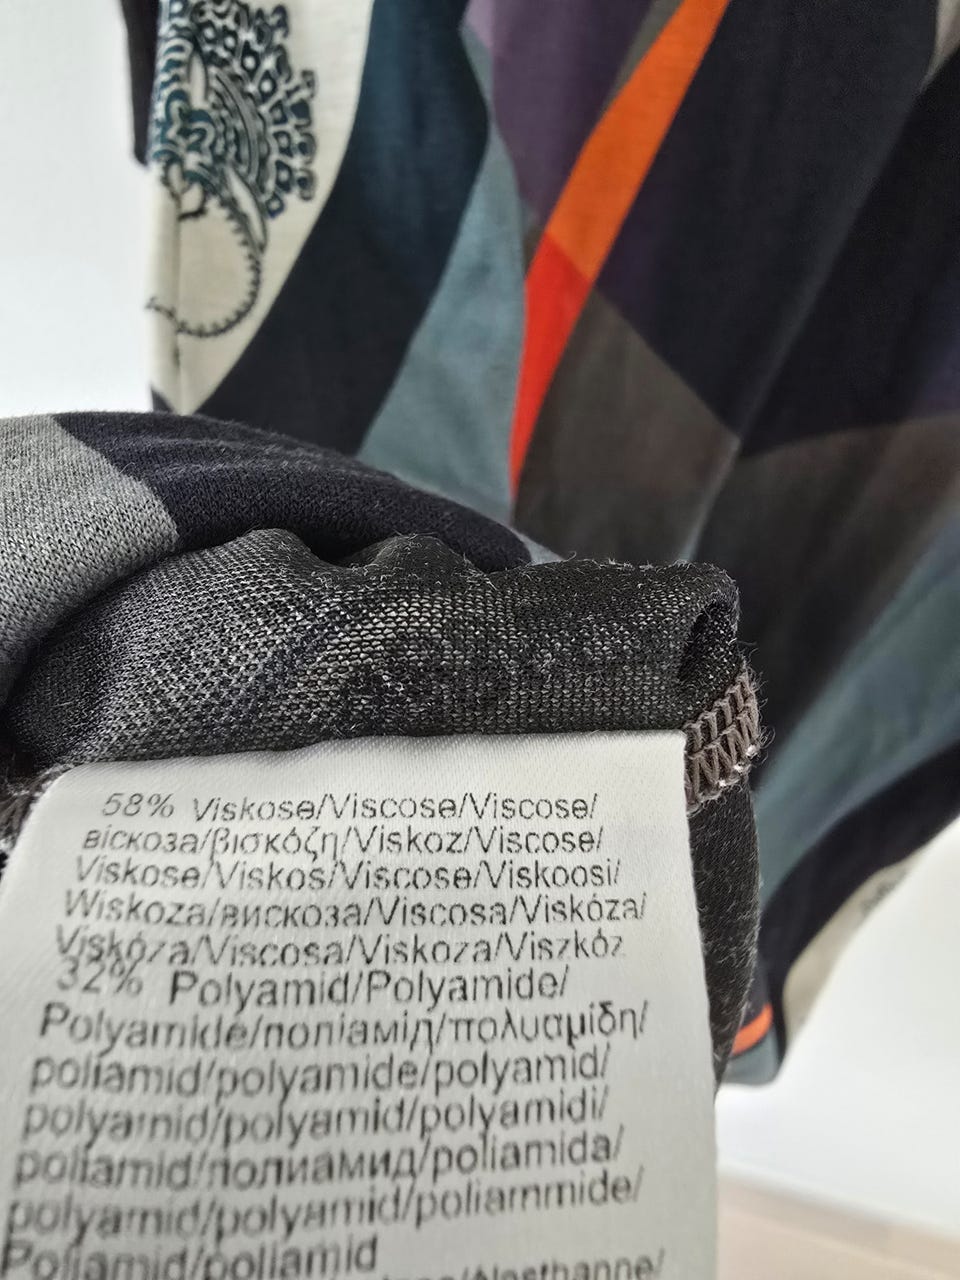 58% Viskose/Viscose/Viscose/
віскоза/βισκόζη/Viskoz/Viscose/
Viskose/Viskos/Viscose/Viskoosi/
Wiskoza/вискоза/Viscosa/Viskóza/
Viskóza/Viscosa/Viskoza/Viszkóz
32% Polyamid/Polyamide/
Polyamide/поліамід/πολυαμίδη/
poliamid/polyamide/polyamid/
polyamid/polyamid/polyamidi/
poliamid/полиамид/poliamida/
polyamid/polyamid/poliammide/
Poliamid/poliamid